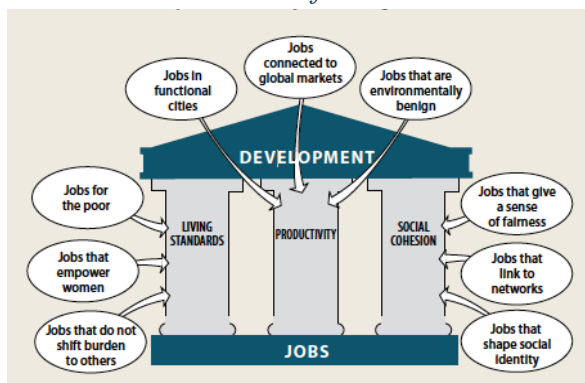 Jobs in
functional
cities
Jobs
connected to
global markets
Jobs that are
environmentally
benign
DEVELOPMENT
Jobs for
the poor
Jobs that
empower
women
Jobs that do not
shift burden
to others
LIVING
STANDARDS
PRODUCTIVITY
SOCIAL
COHESION
Jobs that give
a sense
of fairness
Jobs that
link to
networks
Jobs that
shape social
identity
JOBS